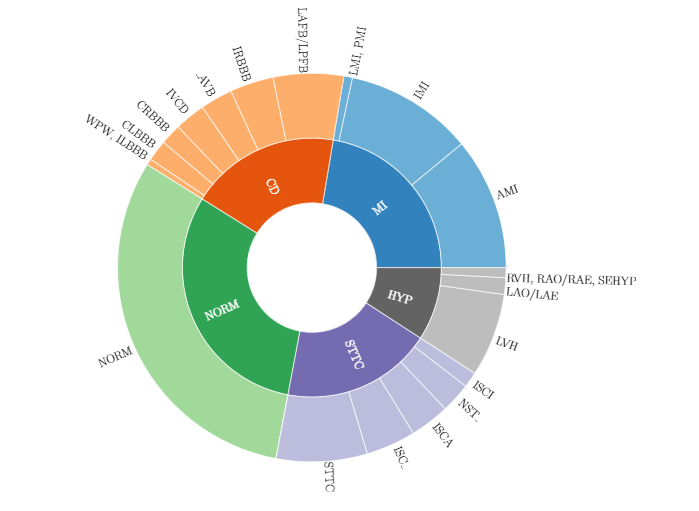 LAFB/LPFB
LMI, PMI
IRBBB
IMI
_AVB
IVCD
CRBBB
CLBBB
WPW, ILBBB
CD
MI
AMI
HYP
RVH, RAO/RAE, SEHYP
LAO/LAE
NORM
STTC
LVH
NORM
ISCI
NST_
ISCA
ISC_
STTC